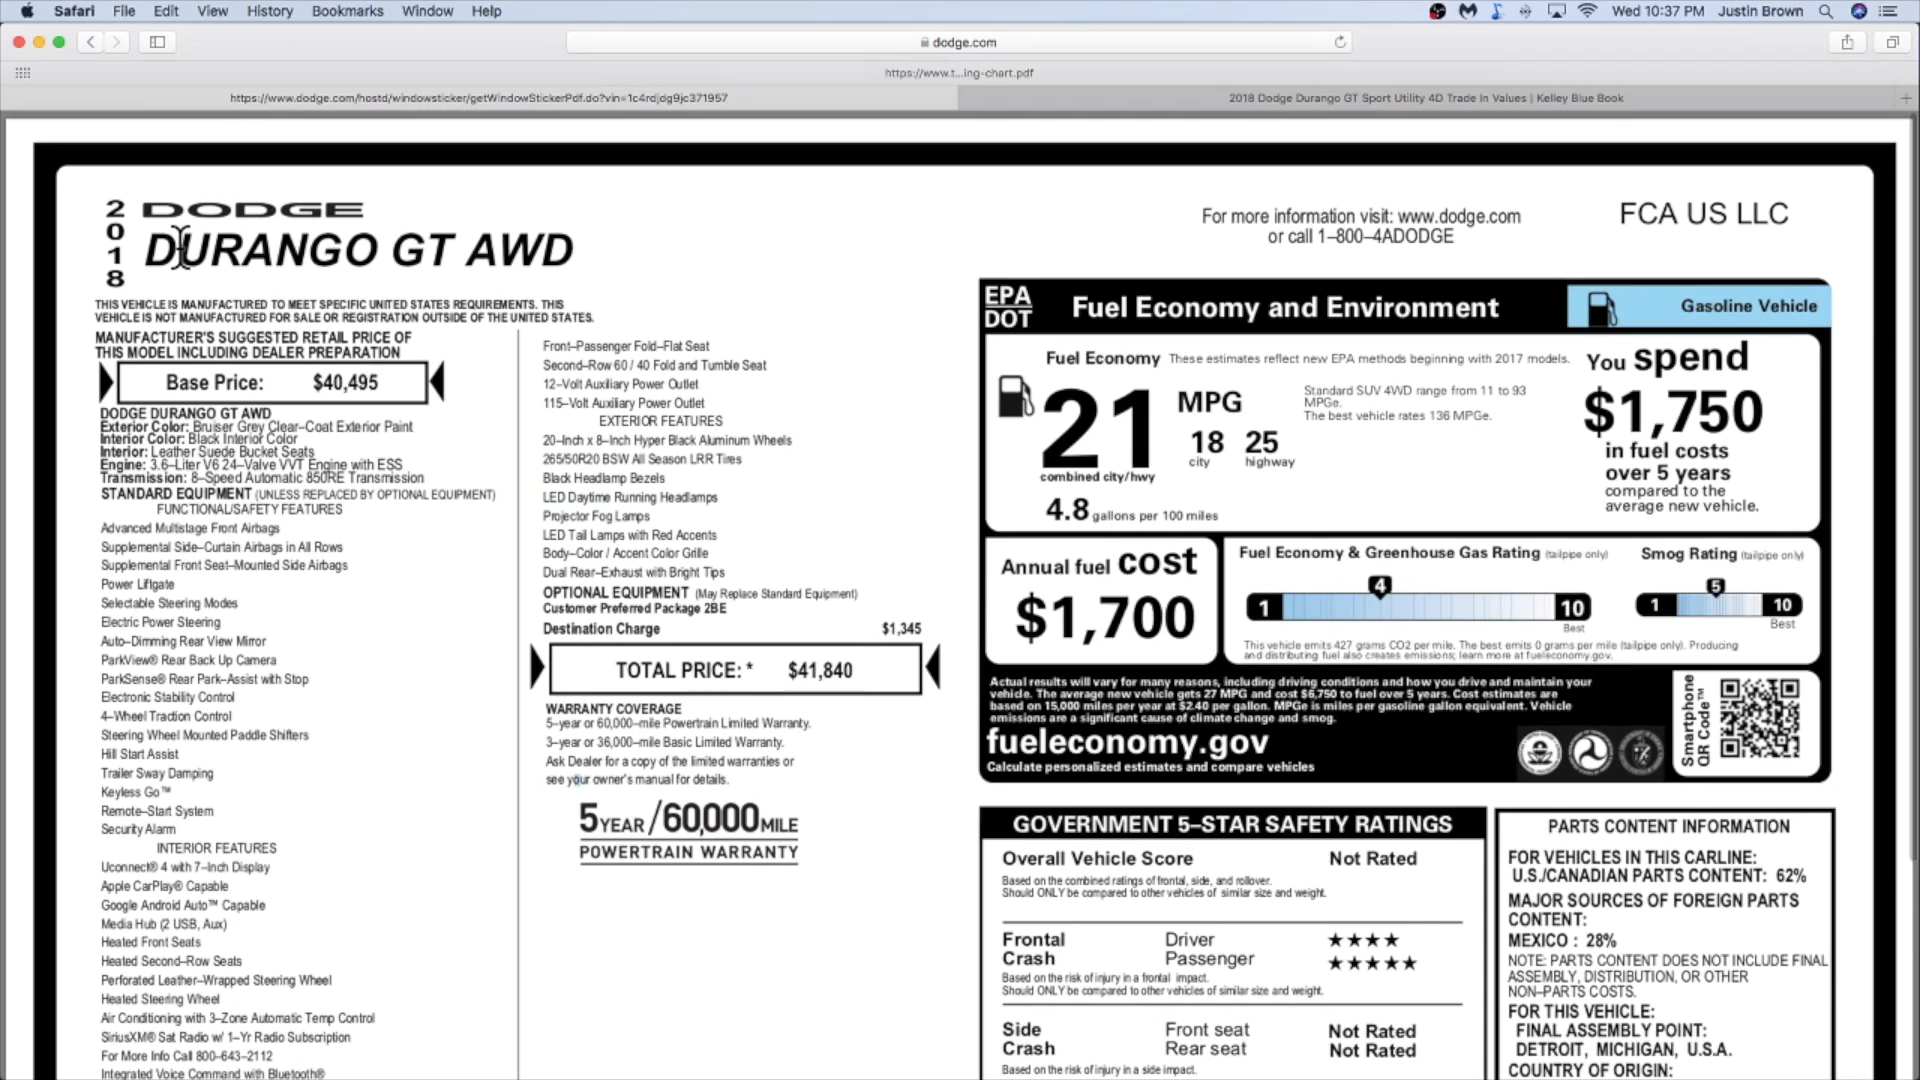 Safari File Edit View History Bookmarks Window Help
Wed 10:37 PM Justin Brown
dodge.com
https://www.t...ing-chart.pdf
https://www.dodge.com/hostd/windowsticker/getWindowStickerPdf.do?vin=1c4rdjdg9jc371957
2018 Dodge Durango GT Sport Utility 4D Trade In Values | Kelley Blue Book
2018
DODGE
DURANGO GT AWD
THIS VEHICLE IS MANUFACTURED TO MEET SPECIFIC UNITED STATES REQUIREMENTS. THIS
VEHICLE IS NOT MANUFACTURED FOR SALE OR REGISTRATION OUTSIDE OF THE UNITED STATES.
MANUFACTURER'S SUGGESTED RETAIL PRICE OF
THIS MODEL INCLUDING DEALER PREPARATION
Base Price: $40,495
DODGE DURANGO GT AWD
Exterior Color: Bruiser Grey Clear–Coat Exterior Paint
Interior Color: Black Interior Color
Interior: Leather Suede Bucket Seats
Engine: 3.6–Liter V6 24–Valve VVT Engine with ESS
Transmission: 8–Speed Automatic 850RE Transmission
STANDARD EQUIPMENT (UNLESS REPLACED BY OPTIONAL EQUIPMENT)
FUNCTIONAL/SAFETY FEATURES
Advanced Multistage Front Airbags
Supplemental Side–Curtain Airbags in All Rows
Supplemental Front Seat–Mounted Side Airbags
Power Liftgate
Selectable Steering Modes
Electric Power Steering
Auto–Dimming Rear View Mirror
ParkView® Rear Back Up Camera
ParkSense® Rear Park–Assist with Stop
Electronic Stability Control
4–Wheel Traction Control
Steering Wheel Mounted Paddle Shifters
Hill Start Assist
Trailer Sway Damping
Keyless Go™
Remote–Start System
Security Alarm
INTERIOR FEATURES
Uconnect® 4 with 7–Inch Display
Apple CarPlay® Capable
Google Android Auto™ Capable
Media Hub (2 USB, Aux)
Heated Front Seats
Heated Second–Row Seats
Perforated Leather–Wrapped Steering Wheel
Heated Steering Wheel
Air Conditioning with 3–Zone Automatic Temp Control
SiriusXM® Sat Radio w/ 1–Yr Radio Subscription
For More Info Call 800–643–2112
Integrated Voice Command with Bluetooth®
Front–Passenger Fold–Flat Seat
Second–Row 60 / 40 Fold and Tumble Seat
12–Volt Auxiliary Power Outlet
115–Volt Auxiliary Power Outlet
EXTERIOR FEATURES
20–Inch x 8–Inch Hyper Black Aluminum Wheels
265/50R20 BSW All Season LRR Tires
Black Headlamp Bezels
LED Daytime Running Headlamps
Projector Fog Lamps
LED Tail Lamps with Red Accents
Body–Color / Accent Color Grille
Dual Rear–Exhaust with Bright Tips
OPTIONAL EQUIPMENT (May Replace Standard Equipment)
Customer Preferred Package 2BE
Destination Charge $1,345
TOTAL PRICE: * $41,840
WARRANTY COVERAGE
5–year or 60,000–mile Powertrain Limited Warranty.
3–year or 36,000–mile Basic Limited Warranty.
Ask Dealer for a copy of the limited warranties or
see your owner's manual for details.
5YEAR/60,000MILE
POWERTRAIN WARRANTY
For more information visit: www.dodge.com
or call 1–800–4ADODGE
FCA US LLC
EPA
DOT
Fuel Economy and Environment
Gasoline Vehicle
Fuel Economy These estimates reflect new EPA methods beginning with 2017 models.
21 MPG
18 25
city highway
combined city/hwy
4.8 gallons per 100 miles
Standard SUV 4WD range from 11 to 93
MPGe.
The best vehicle rates 136 MPGe.
You spend
$1,750
in fuel costs
over 5 years
compared to the
average new vehicle.
Annual fuel cost
$1,700
Fuel Economy & Greenhouse Gas Rating (tailpipe only)
4
1 10
Best
Smog Rating (tailpipe only)
5
1 10
Best
This vehicle emits 427 grams CO2 per mile. The best emits 0 grams per mile (tailpipe only). Producing
and distributing fuel also creates emissions; learn more at fueleconomy.gov.
Actual results will vary for many reasons, including driving conditions and how you drive and maintain your
vehicle. The average new vehicle gets 27 MPG and cost $6,750 to fuel over 5 years. Cost estimates are
based on 15,000 miles per year at $2.40 per gallon. MPGe is miles per gasoline gallon equivalent. Vehicle
emissions are a significant cause of climate change and smog.
fueleconomy.gov
Calculate personalized estimates and compare vehicles
Smartphone
QR Code™
GOVERNMENT 5–STAR SAFETY RATINGS
Overall Vehicle Score Not Rated
Based on the combined ratings of frontal, side, and rollover.
Should ONLY be compared to other vehicles of similar size and weight.
Frontal Driver ★★★★
Crash Passenger ★★★★★
Based on the risk of injury in a frontal impact.
Should ONLY be compared to other vehicles of similar size and weight.
Side Front seat Not Rated
Crash Rear seat Not Rated
Based on the risk of injury in a side impact.
PARTS CONTENT INFORMATION
FOR VEHICLES IN THIS CARLINE:
U.S./CANADIAN PARTS CONTENT: 62%
MAJOR SOURCES OF FOREIGN PARTS
CONTENT:
MEXICO : 28%
NOTE: PARTS CONTENT DOES NOT INCLUDE FINAL
ASSEMBLY, DISTRIBUTION, OR OTHER
NON–PARTS COSTS.
FOR THIS VEHICLE:
FINAL ASSEMBLY POINT:
DETROIT, MICHIGAN, U.S.A.
COUNTRY OF ORIGIN: